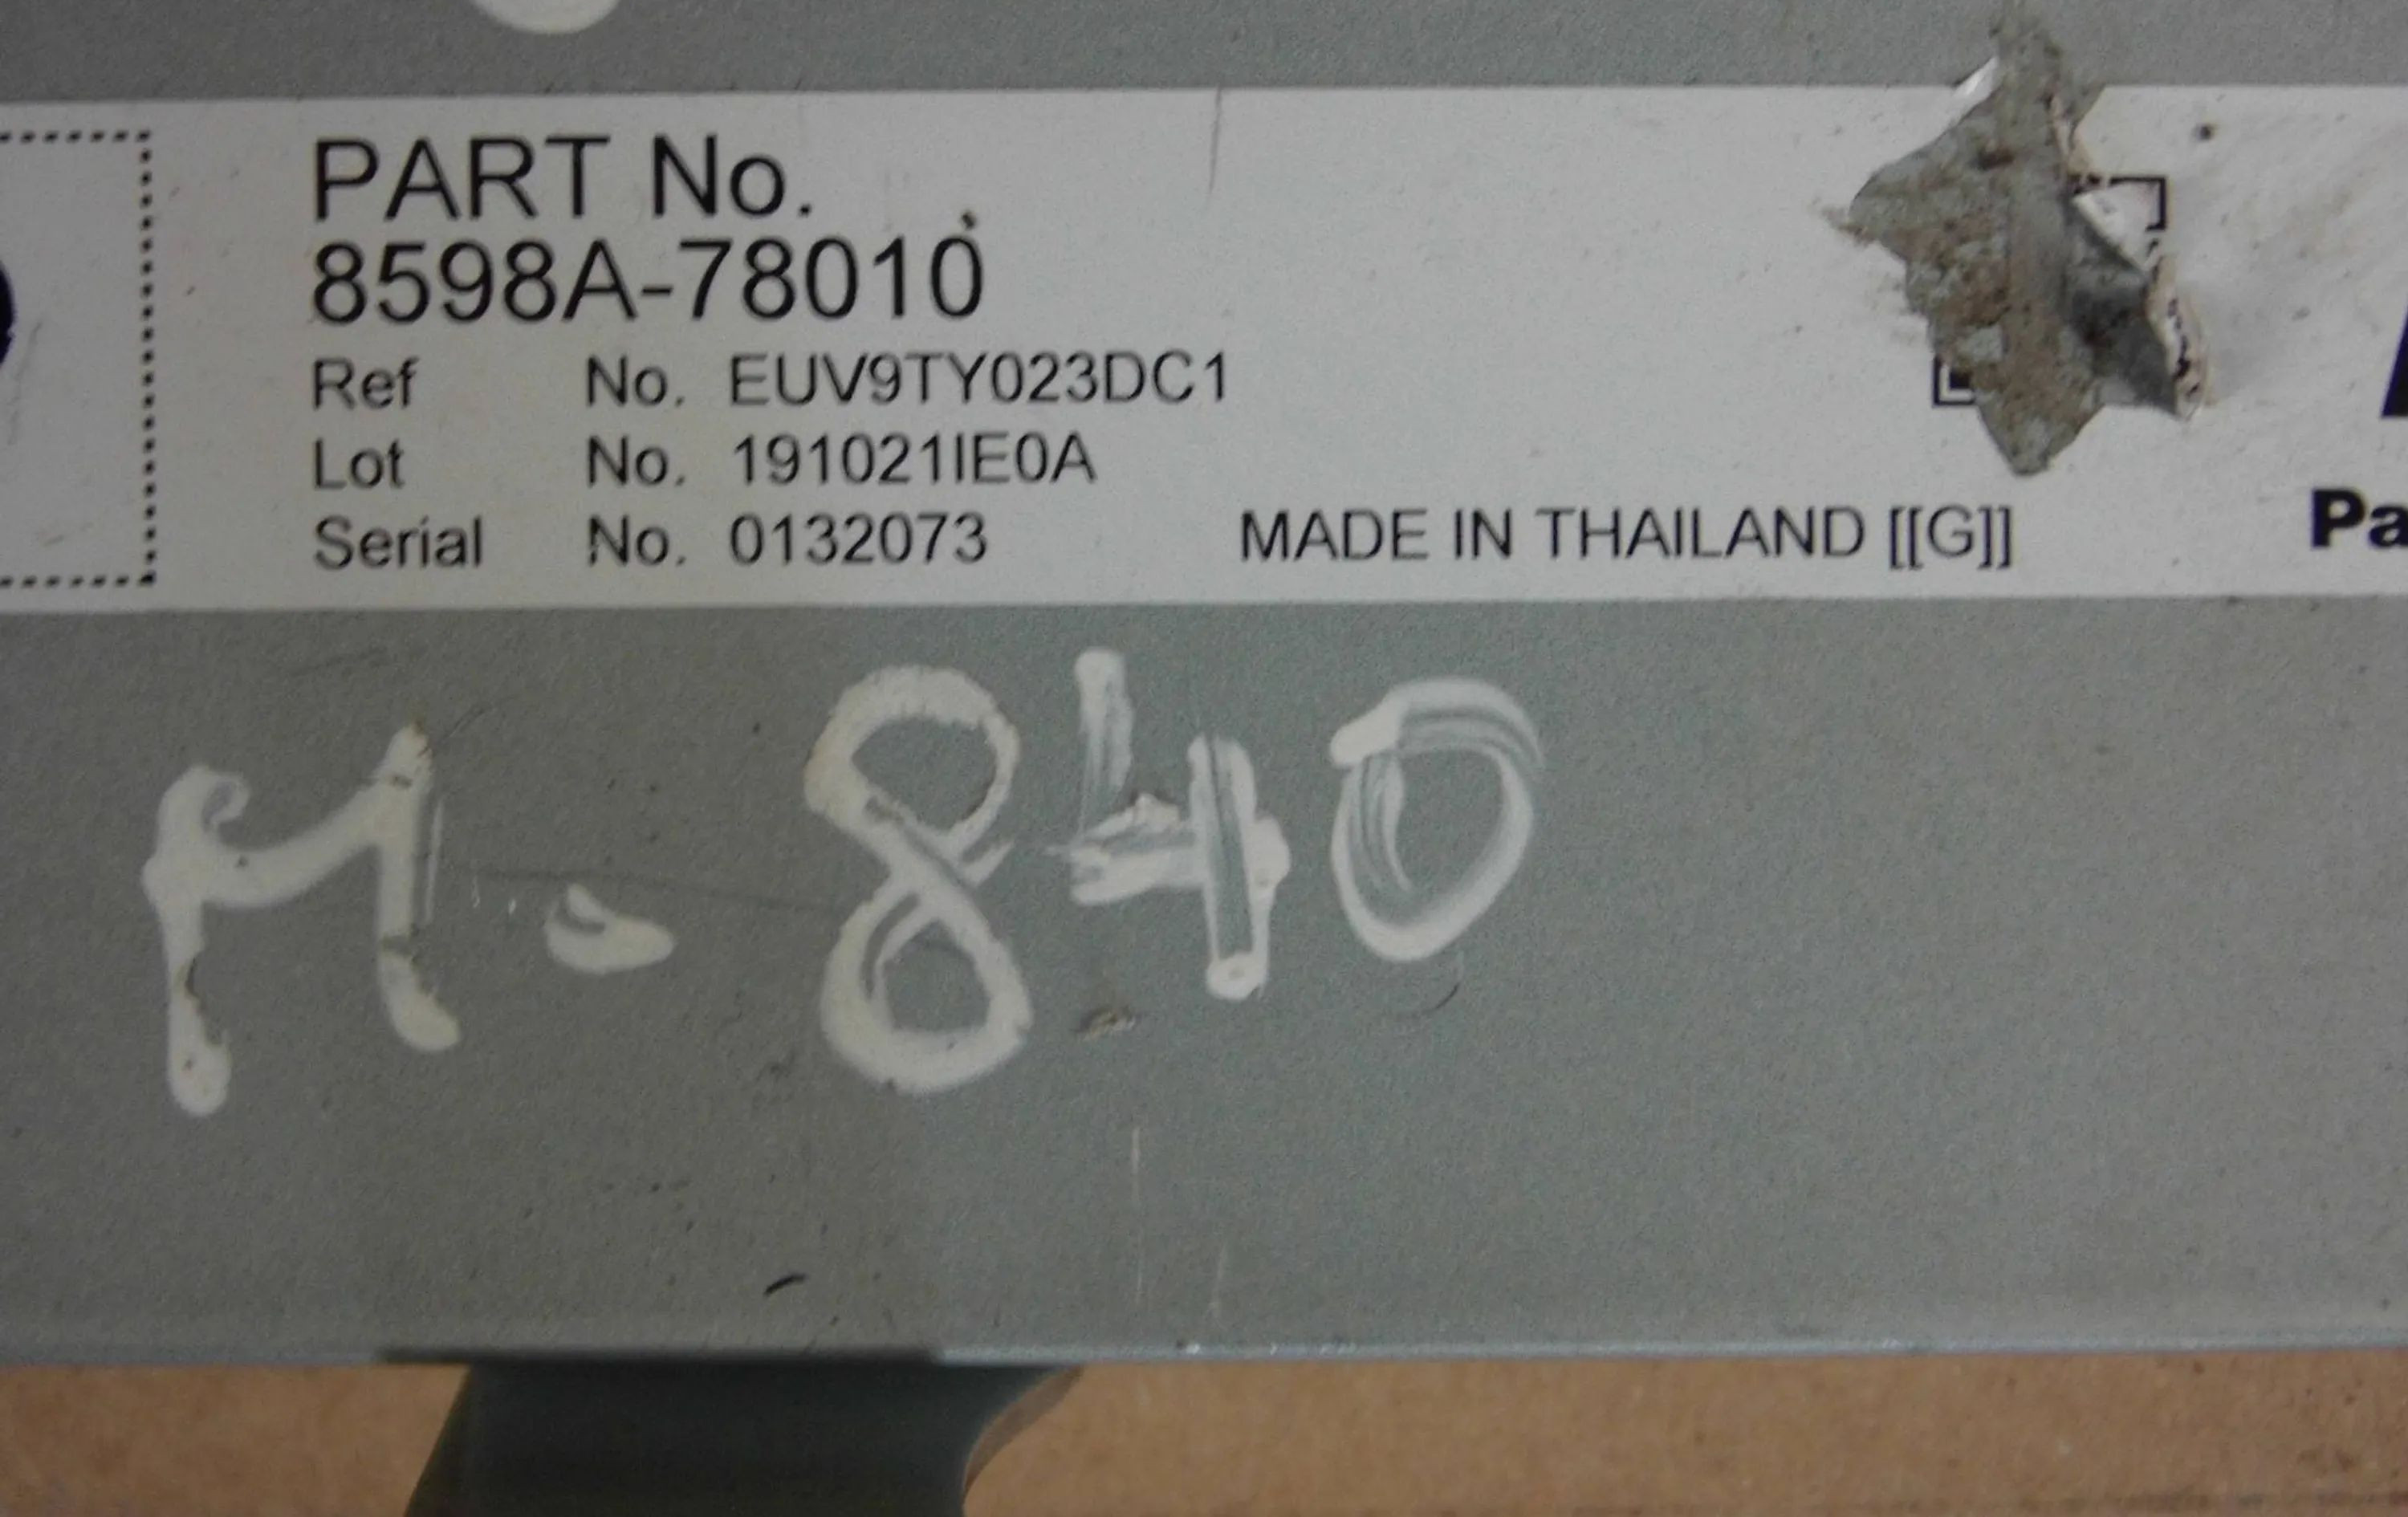 PART No.
8598A-78010
Ref No. EUV9TY023DC1
Lot No. 191021IE0A
Serial No. 0132073 MADE IN THAILAND [[G]]
M-840